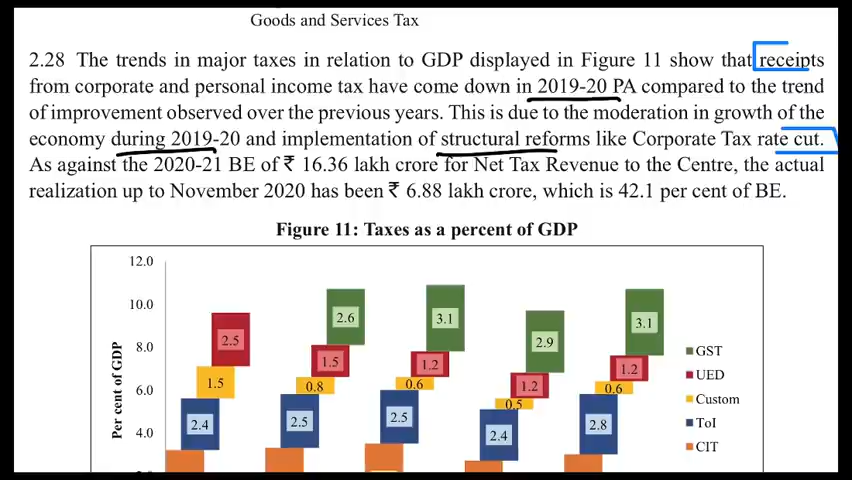 Goods and Services Tax
2.28 The trends in major taxes in relation to GDP displayed in Figure 11 show that receipts
from corporate and personal income tax have come down in 2019-20 PA compared to the trend
of improvement observed over the previous years. This is due to the moderation in growth of the
economy during 2019-20 and implementation of structural reforms like Corporate Tax rate cut.
As against the 2020-21 BE of ₹ 16.36 lakh crore for Net Tax Revenue to the Centre, the actual
realization up to November 2020 has been ₹ 6.88 lakh crore, which is 42.1 per cent of BE.
Figure 11: Taxes as a percent of GDP
12.0
10.0
8.0
6.0
4.0
Per cent of GDP
2.5
1.5
2.4
2.6
1.5
0.8
2.5
3.1
1.2
0.6
2.5
2.9
1.2
0.5
2.4
3.1
1.2
0.6
2.8
GST
UED
Custom
ToI
CIT